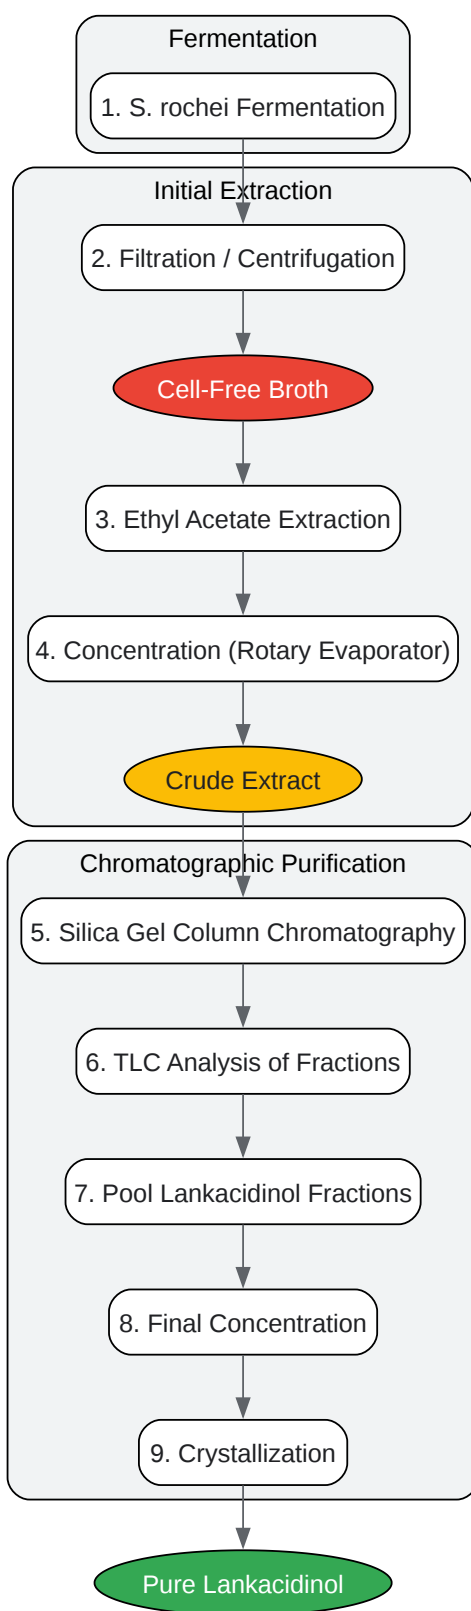 Fermentation
1. S. rochei Fermentation
Initial Extraction
2. Filtration / Centrifugation
Cell-Free Broth
3. Ethyl Acetate Extraction
4. Concentration (Rotary Evaporator)
Crude Extract
Chromatographic Purification
5. Silica Gel Column Chromatography
6. TLC Analysis of Fractions
7. Pool Lankacidinol Fractions
8. Final Concentration
9. Crystallization
Pure Lankacidinol